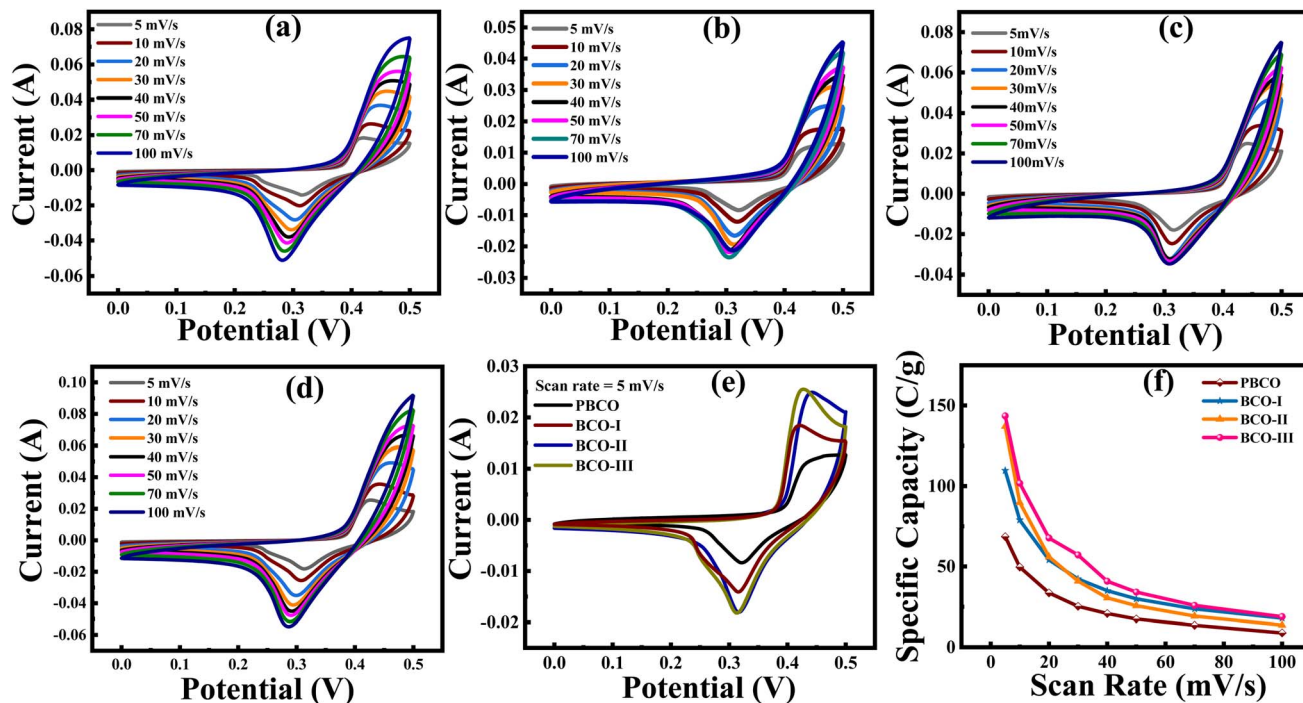 (a)
5 mV/s
10 mV/s
20 mV/s
30 mV/s
40 mV/s
50 mV/s
70 mV/s
100 mV/s
0.08
0.06
0.04
0.02
0.00
-0.02
-0.04
-0.06
Current (A)
0.0 0.1 0.2 0.3 0.4 0.5
Potential (V)
(b)
5 mV/s
10 mV/s
20 mV/s
30 mV/s
40 mV/s
50 mV/s
70 mV/s
100 mV/s
0.05
0.04
0.03
0.02
0.01
0.00
-0.01
-0.02
-0.03
Current (A)
0.0 0.1 0.2 0.3 0.4 0.5
Potential (V)
(c)
5mV/s
10mV/s
20mV/s
30mV/s
40mV/s
50mV/s
70mV/s
100mV/s
0.08
0.06
0.04
0.02
0.00
-0.02
-0.04
Current (A)
0.0 0.1 0.2 0.3 0.4 0.5
Potential (V)
(d)
5 mV/s
10 mV/s
20 mV/s
30 mV/s
40 mV/s
50 mV/s
70 mV/s
100 mV/s
0.10
0.08
0.06
0.04
0.02
0.00
-0.02
-0.04
-0.06
Current (A)
0.0 0.1 0.2 0.3 0.4 0.5
Potential (V)
(e)
Scan rate = 5 mV/s
PBCO
BCO-I
BCO-II
BCO-III
0.03
0.02
0.01
0.00
-0.01
-0.02
Current (A)
0.0 0.1 0.2 0.3 0.4 0.5
Potential (V)
(f)
PBCO
BCO-I
BCO-II
BCO-III
150
100
50
0
Specific Capacity (C/g)
0 20 40 60 80 100
Scan Rate (mV/s)